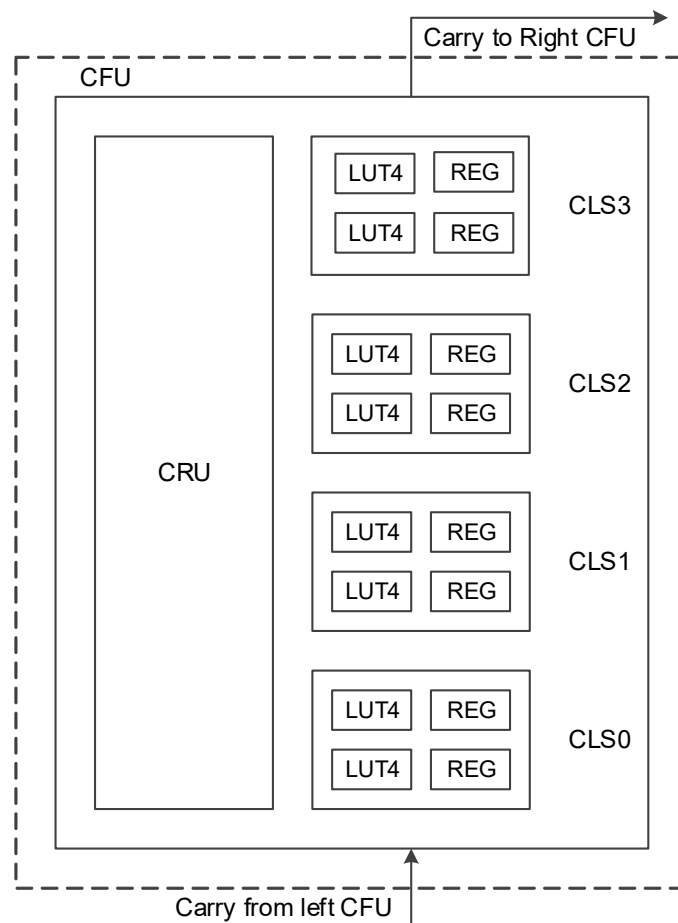 Carry to Right CFU
CFU
LUT4 REG
LUT4 REG
CLS3
LUT4 REG
LUT4 REG
CLS2
CRU
LUT4 REG
LUT4 REG
CLS1
LUT4 REG
LUT4 REG
CLS0
Carry from left CFU